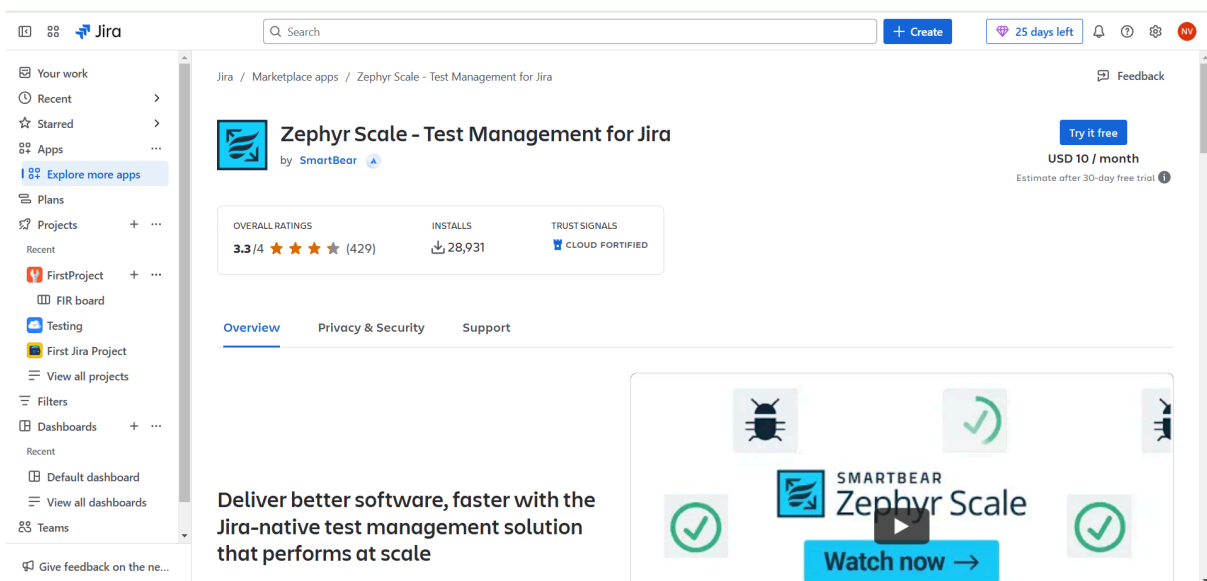 Jira
Search
+ Create
25 days left
NV
Your work
Recent
Starred
Apps
Explore more apps
Plans
Projects
Recent
FirstProject
FIR board
Testing
First Jira Project
View all projects
Filters
Dashboards
Recent
Default dashboard
View all dashboards
Teams
Give feedback on the ne...
Jira / Marketplace apps / Zephyr Scale - Test Management for Jira
Feedback
Zephyr Scale - Test Management for Jira
by SmartBear
Try it free
USD 10 / month
Estimate after 30-day free trial
OVERALL RATINGS
3.3/4 (429)
INSTALLS
28,931
TRUST SIGNALS
CLOUD FORTIFIED
Overview
Privacy & Security
Support
Deliver better software, faster with the
Jira-native test management solution
that performs at scale
SMARTBEAR
Zephyr Scale
Watch now →